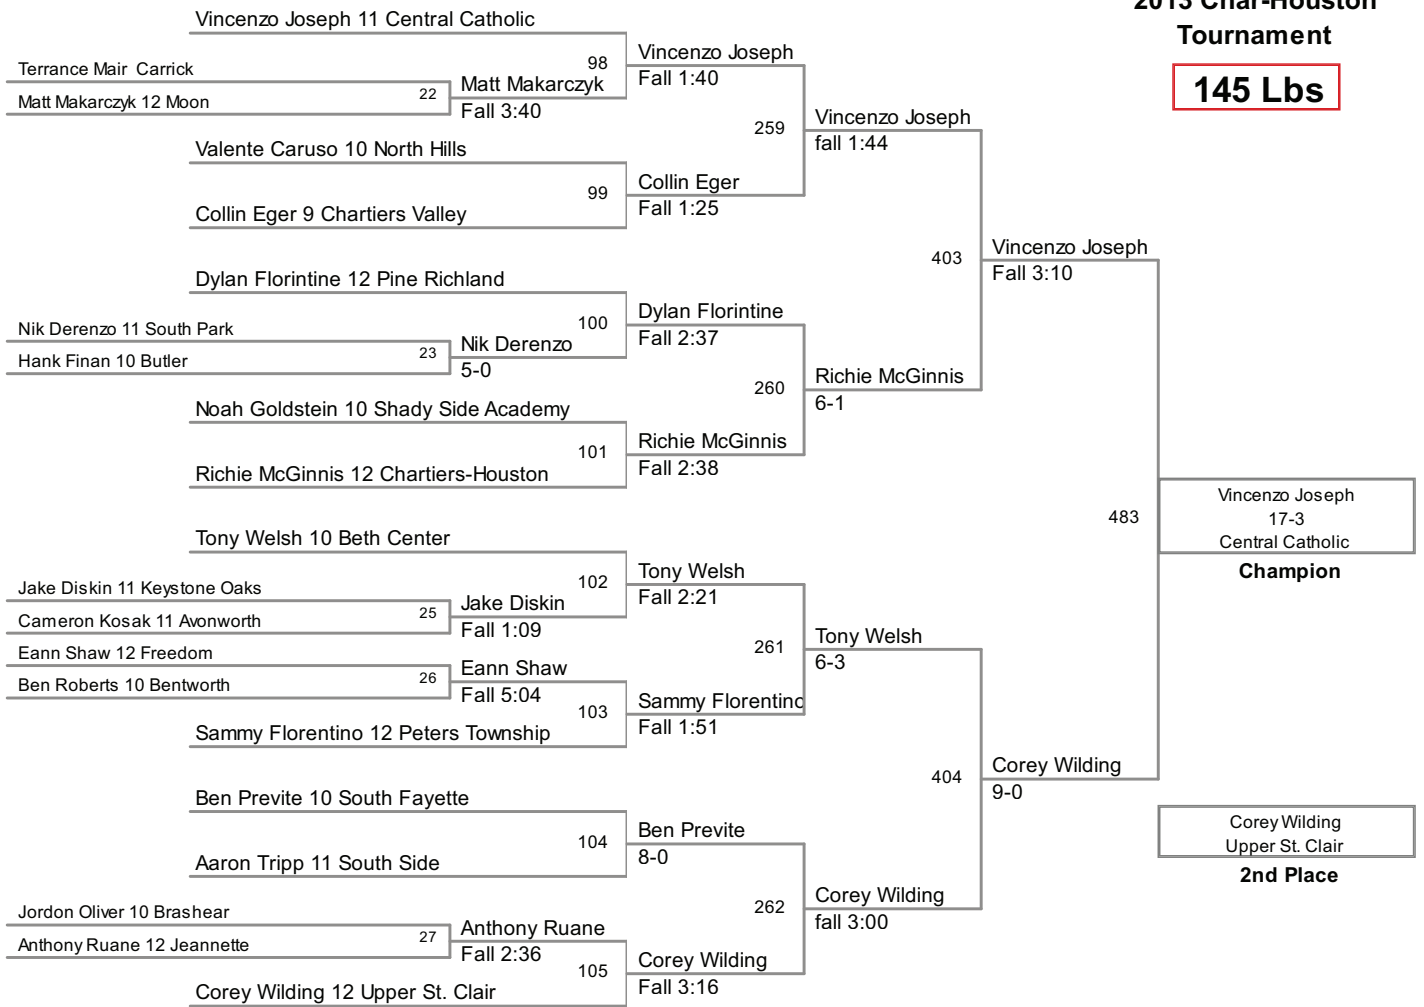 2013 Char-Houston
Tournament
145 Lbs
Vincenzo Joseph 11 Central Catholic
98
Vincenzo Joseph
Fall 1:40
Terrance Mair Carrick
22
Matt Makarczyk
Fall 3:40
Matt Makarczyk 12 Moon
259
Vincenzo Joseph
fall 1:44
Valente Caruso 10 North Hills
99
Collin Eger
Fall 1:25
Collin Eger 9 Chartiers Valley
403
Vincenzo Joseph
Fall 3:10
Dylan Florintine 12 Pine Richland
100
Dylan Florintine
Fall 2:37
Nik Derenzo 11 South Park
23
Nik Derenzo
5-0
Hank Finan 10 Butler
260
Richie McGinnis
6-1
Noah Goldstein 10 Shady Side Academy
101
Richie McGinnis
Fall 2:38
Richie McGinnis 12 Chartiers-Houston
483
Vincenzo Joseph
17-3
Central Catholic
Champion
Tony Welsh 10 Beth Center
102
Tony Welsh
Fall 2:21
Jake Diskin 11 Keystone Oaks
25
Jake Diskin
Fall 1:09
Cameron Kosak 11 Avonworth
261
Tony Welsh
6-3
Eann Shaw 12 Freedom
26
Eann Shaw
Fall 5:04
Ben Roberts 10 Bentworth
103
Sammy Florentino
Fall 1:51
Sammy Florentino 12 Peters Township
404
Corey Wilding
9-0
Ben Previte 10 South Fayette
104
Ben Previte
8-0
Aaron Tripp 11 South Side
Corey Wilding
Upper St. Clair
2nd Place
262
Corey Wilding
fall 3:00
Jordon Oliver 10 Brashear
27
Anthony Ruane
Fall 2:36
Anthony Ruane 12 Jeannette
105
Corey Wilding
Fall 3:16
Corey Wilding 12 Upper St. Clair